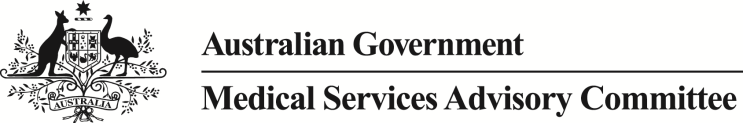 Australian Government
Medical Services Advisory Committee
AUSTRALIA